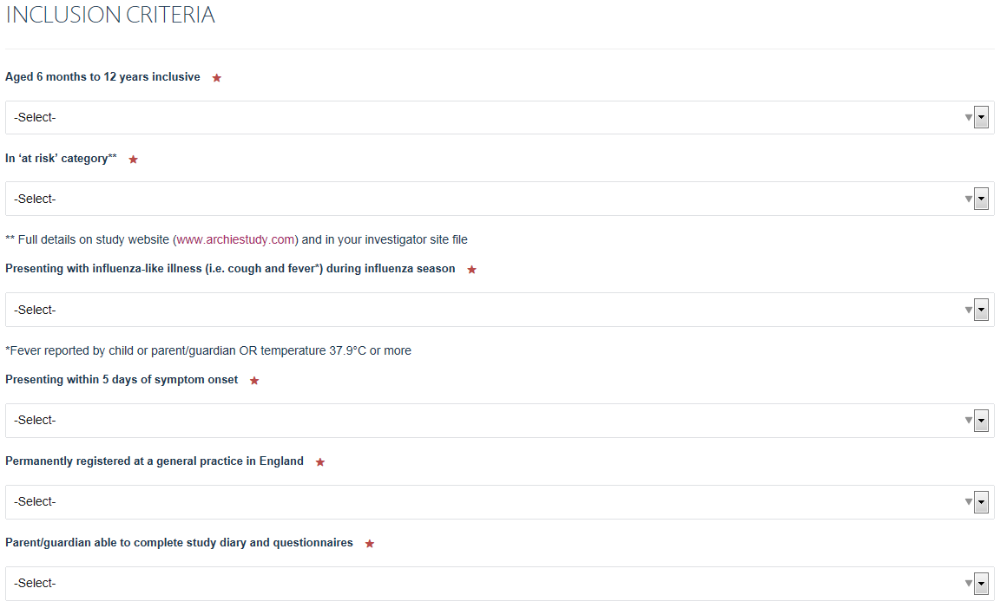 INCLUSION CRITERIA
Aged 6 months to 12 years inclusive ★
-Select-
In ‘at risk’ category** ★
-Select-
** Full details on study website (www.archiestudy.com) and in your investigator site file
Presenting with influenza-like illness (i.e. cough and fever*) during influenza season ★
-Select-
*Fever reported by child or parent/guardian OR temperature 37.9°C or more
Presenting within 5 days of symptom onset ★
-Select-
Permanently registered at a general practice in England ★
-Select-
Parent/guardian able to complete study diary and questionnaires ★
-Select-